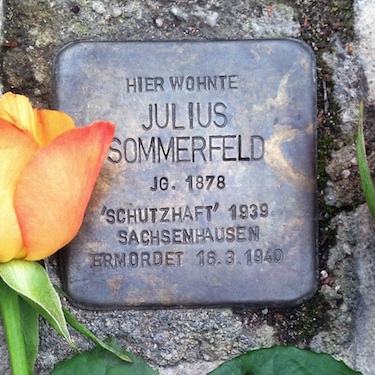 HIER WOHNTE
JULIUS
SOMMERFELD
JG. 1878
'SCHUTZHAFT' 1939
SACHSENHAUSEN
ERMORDET 16.3.1940